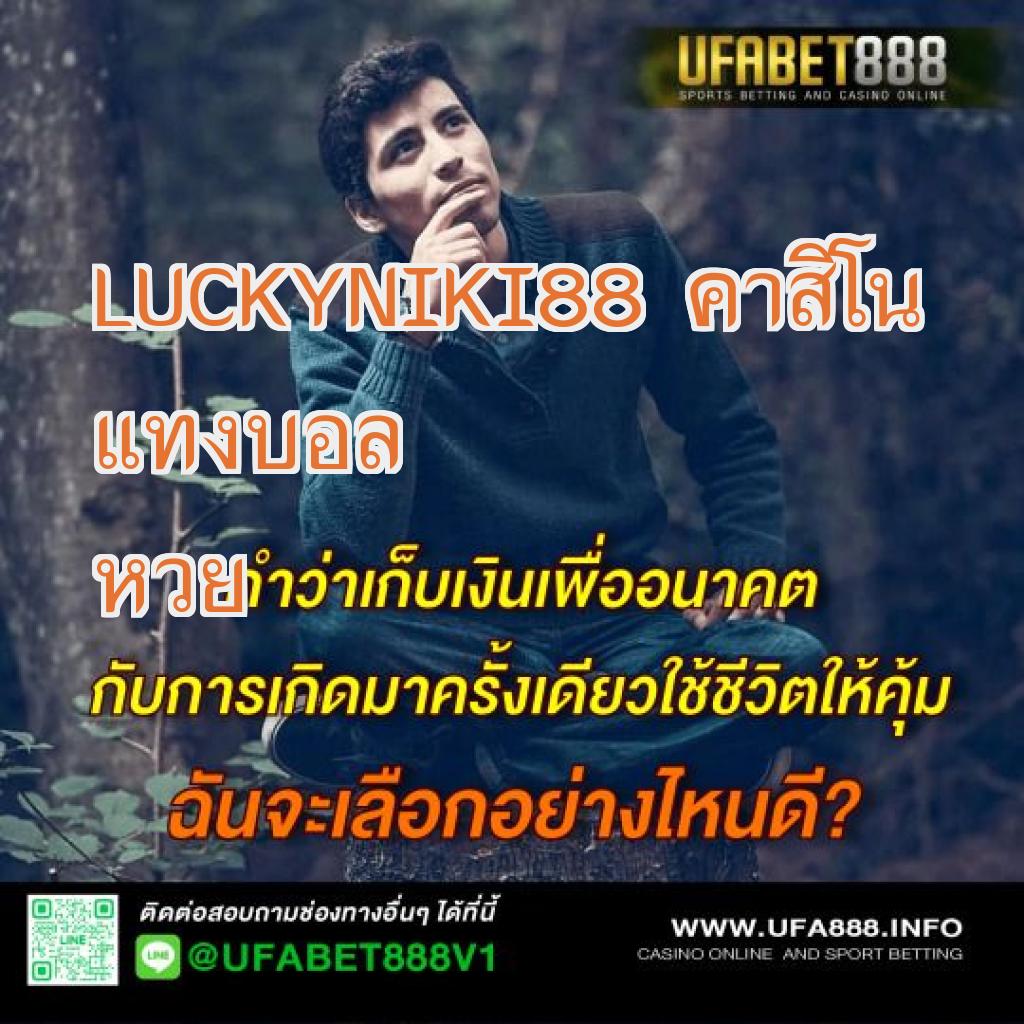 UFABET888
SPORTS BETTING AND CASINO ONLINE
LUCKYNIKI88 คาสิโน
แทงบอล
หวย
ว่าเก็บเงินเพื่ออนาคต
กับการเกิดมาครั้งเดียวใช้ชีวิตให้คุ้ม
ฉันจะเลือกอย่างไหนดี?
ติดต่อสอบถามช่องทางอื่นๆ ได้ที่นี้
LINE
LINE @UFABET888V1
WWW.UFA888.INFO
CASINO ONLINE AND SPORT BETTING